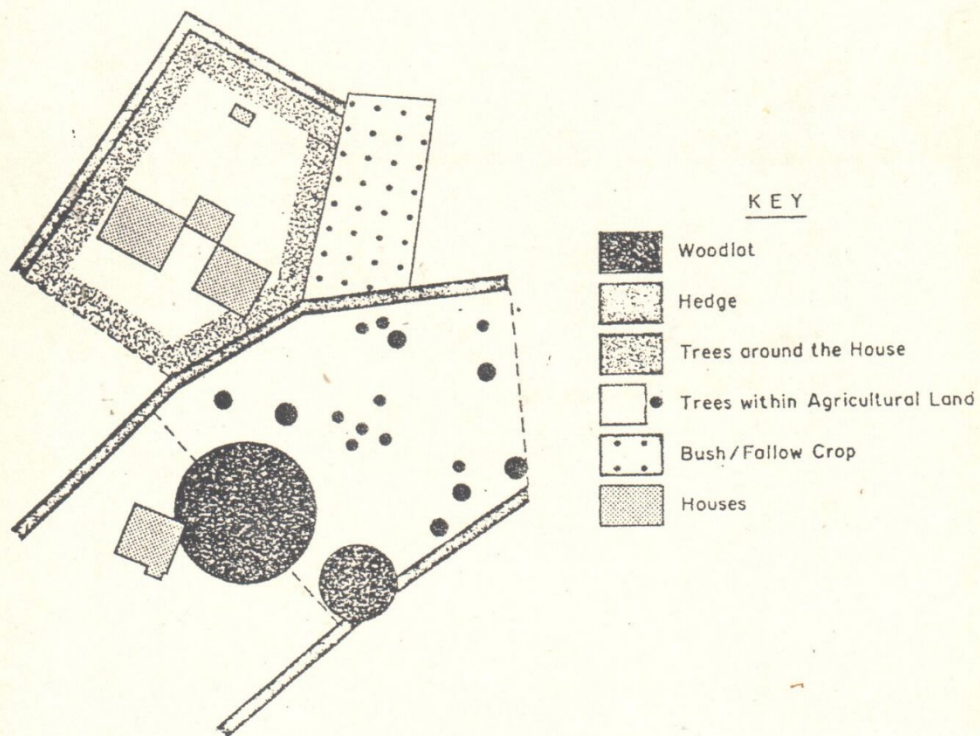 KEY
Woodlot
Hedge
Trees around the House
Trees within Agricultural Land
Bush/Fallow Crop
Houses